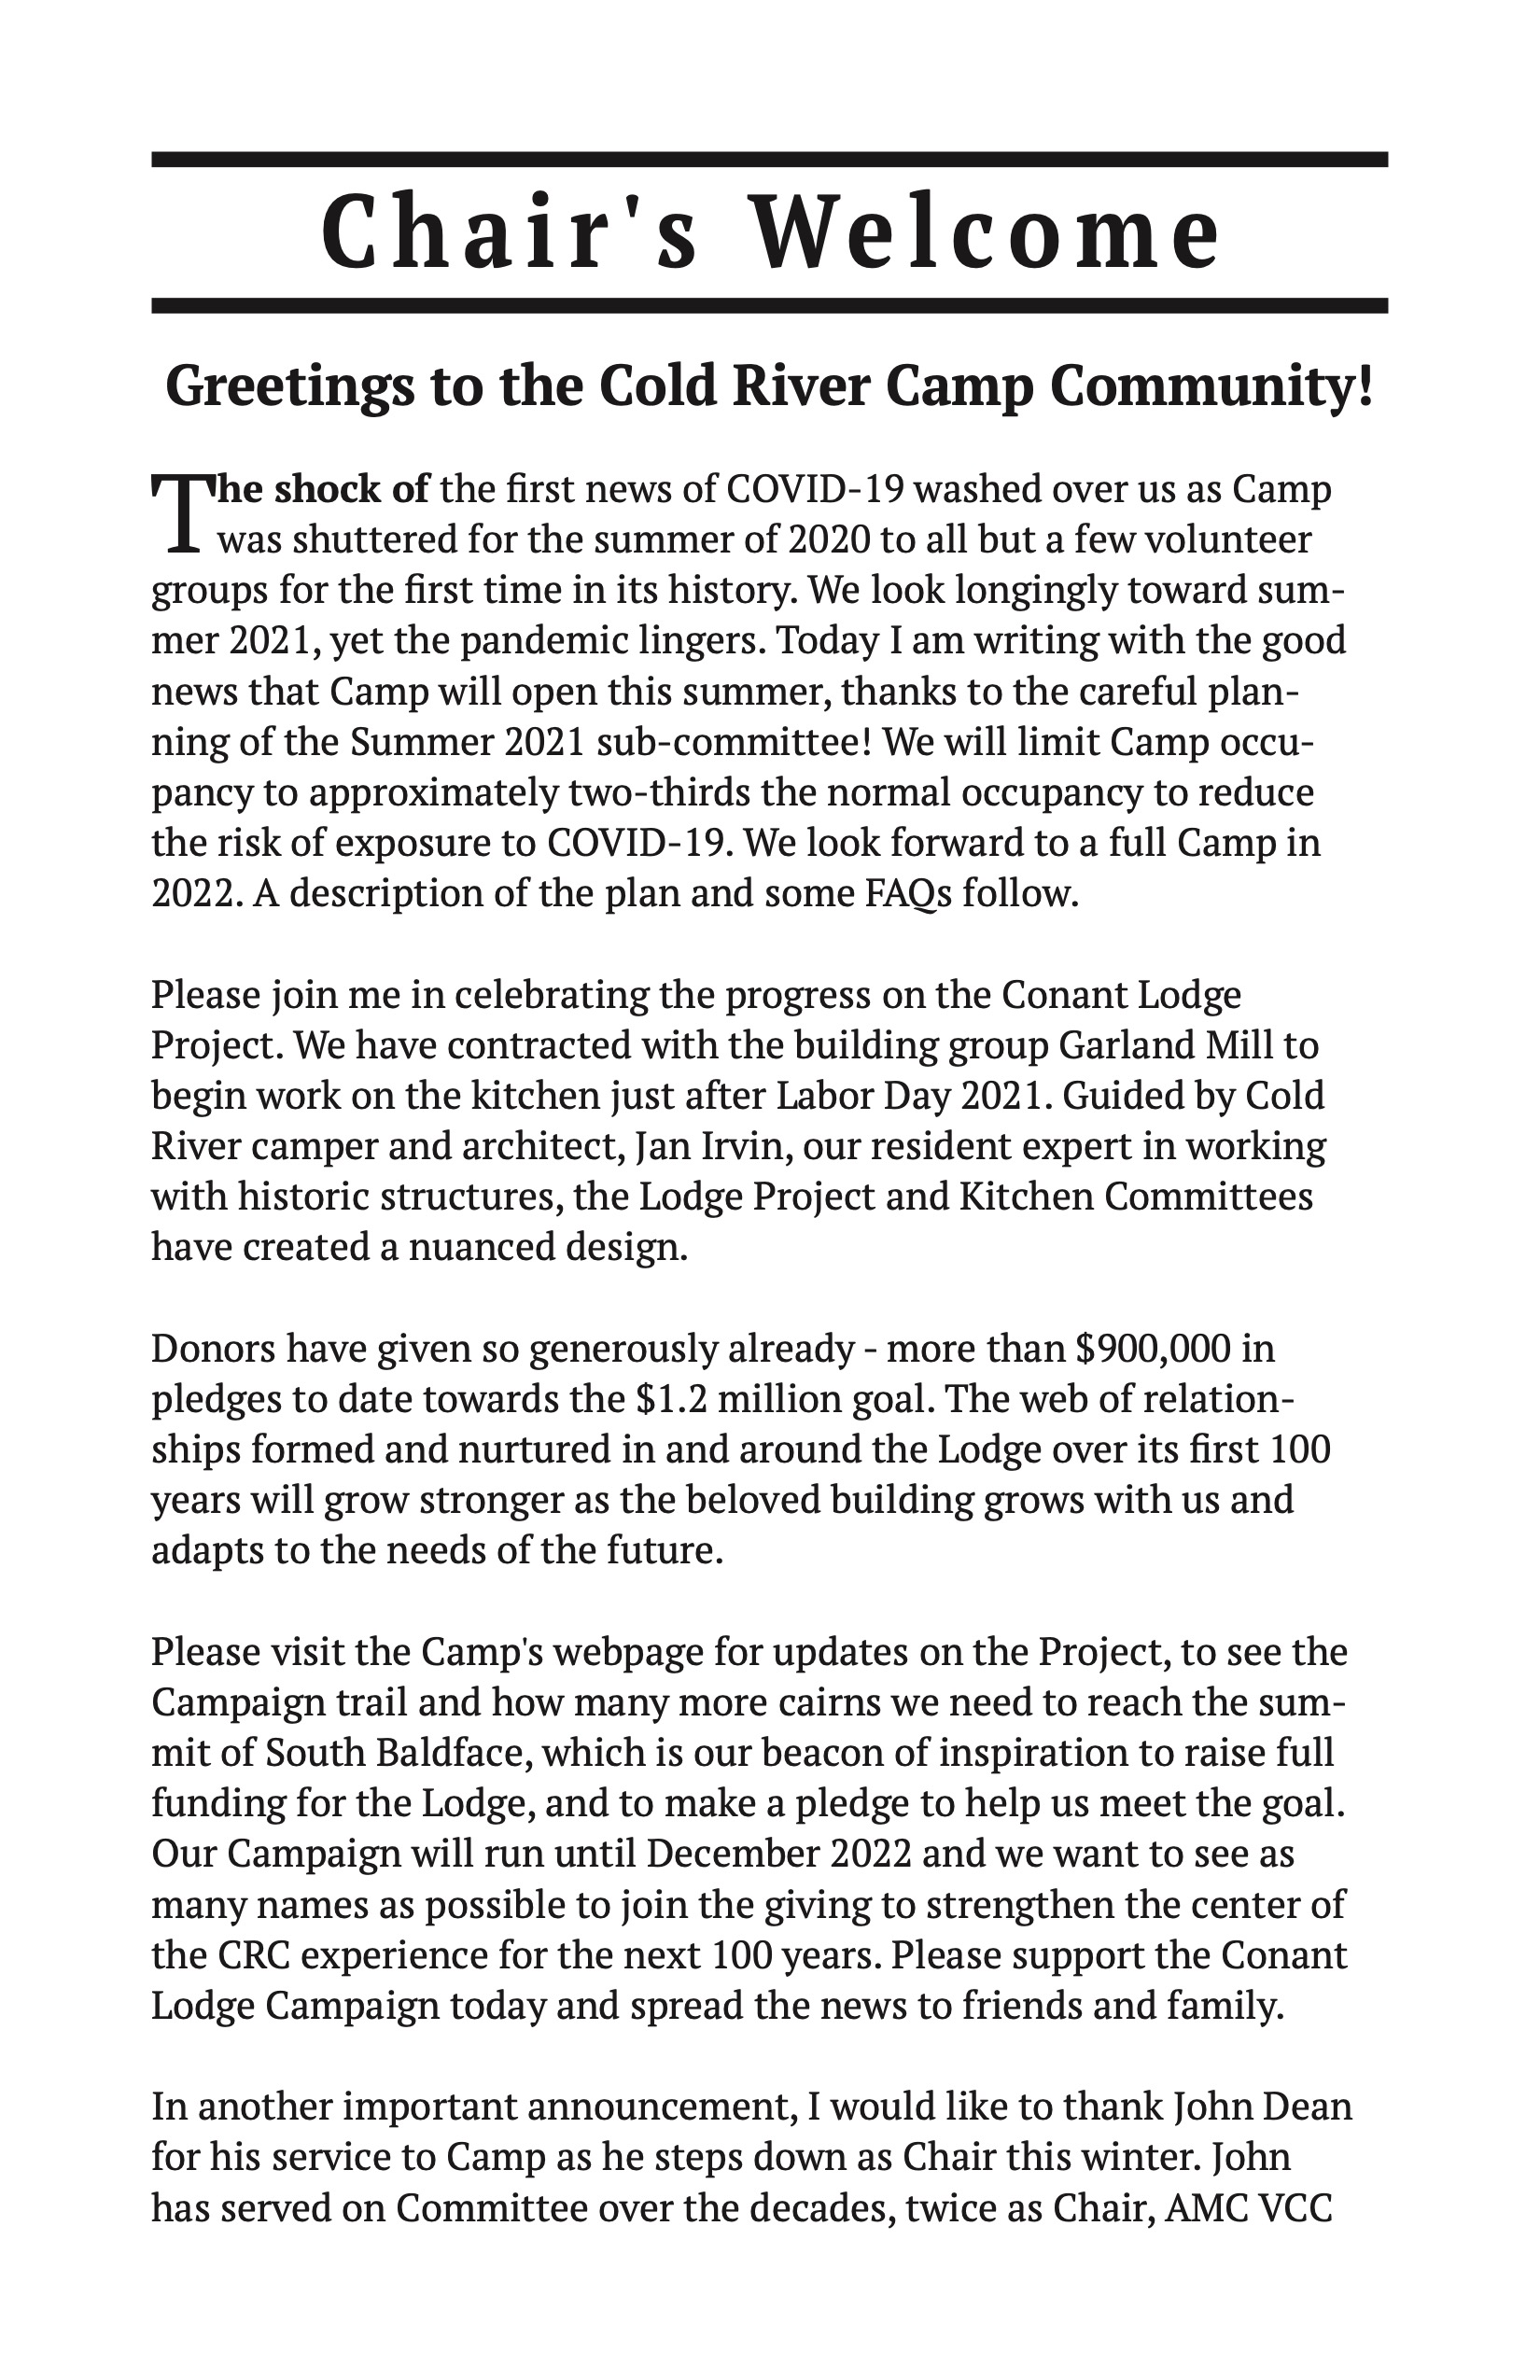 Chair's Welcome
Greetings to the Cold River Camp Community!
The shock of the first news of COVID-19 washed over us as Camp
was shuttered for the summer of 2020 to all but a few volunteer
groups for the first time in its history. We look longingly toward sum-
mer 2021, yet the pandemic lingers. Today I am writing with the good
news that Camp will open this summer, thanks to the careful plan-
ning of the Summer 2021 sub-committee! We will limit Camp occu-
pancy to approximately two-thirds the normal occupancy to reduce
the risk of exposure to COVID-19. We look forward to a full Camp in
2022. A description of the plan and some FAQs follow.
Please join me in celebrating the progress on the Conant Lodge
Project. We have contracted with the building group Garland Mill to
begin work on the kitchen just after Labor Day 2021. Guided by Cold
River camper and architect, Jan Irvin, our resident expert in working
with historic structures, the Lodge Project and Kitchen Committees
have created a nuanced design.
Donors have given so generously already - more than $900,000 in
pledges to date towards the $1.2 million goal. The web of relation-
ships formed and nurtured in and around the Lodge over its first 100
years will grow stronger as the beloved building grows with us and
adapts to the needs of the future.
Please visit the Camp's webpage for updates on the Project, to see the
Campaign trail and how many more cairns we need to reach the sum-
mit of South Baldface, which is our beacon of inspiration to raise full
funding for the Lodge, and to make a pledge to help us meet the goal.
Our Campaign will run until December 2022 and we want to see as
many names as possible to join the giving to strengthen the center of
the CRC experience for the next 100 years. Please support the Conant
Lodge Campaign today and spread the news to friends and family.
In another important announcement, I would like to thank John Dean
for his service to Camp as he steps down as Chair this winter. John
has served on Committee over the decades, twice as Chair, AMC VCC